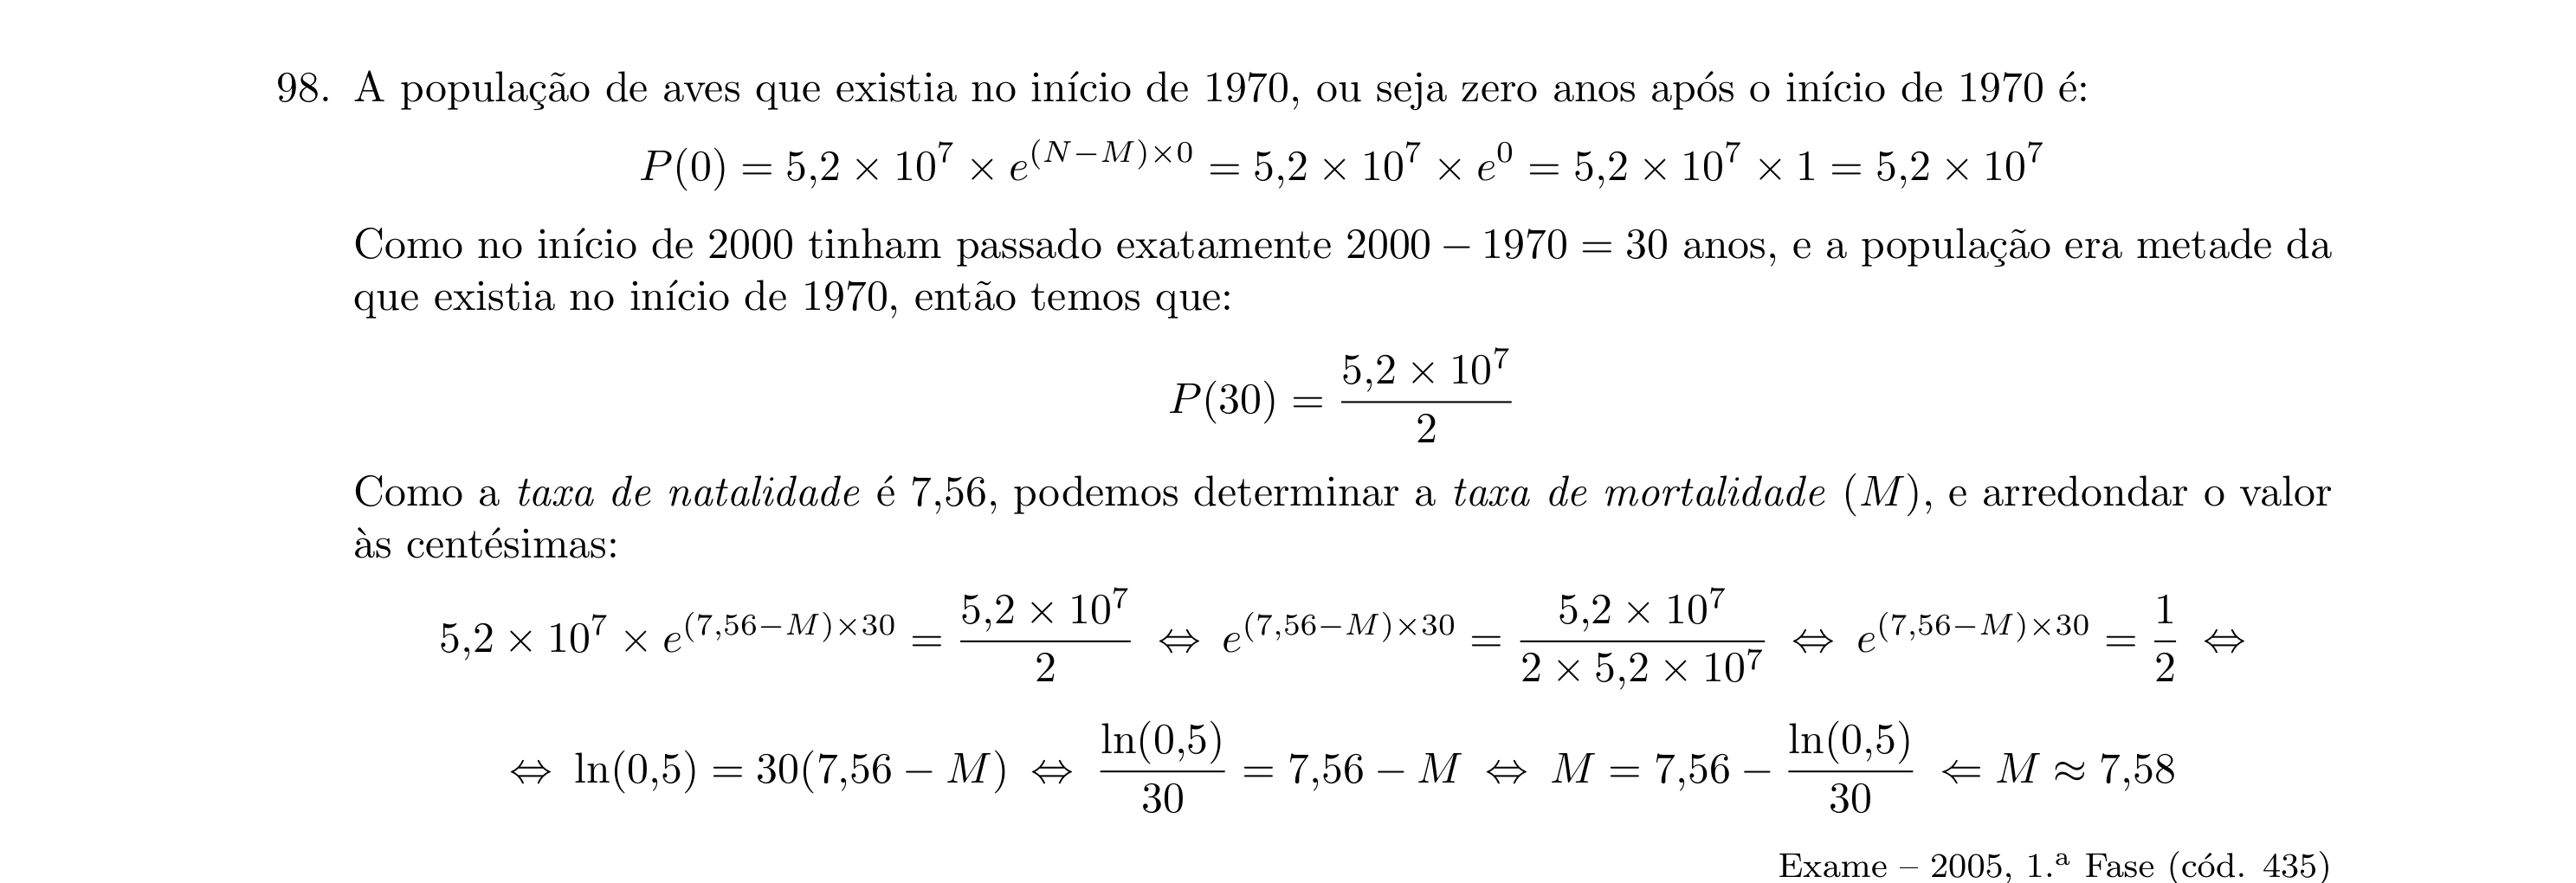 98. A população de aves que existia no início de 1970, ou seja zero anos após o início de 1970 é:
P(0) = 5,2 × 10^7 × e^{(N−M)×0} = 5,2 × 10^7 × e^0 = 5,2 × 10^7 × 1 = 5,2 × 10^7
Como no início de 2000 tinham passado exatamente 2000 − 1970 = 30 anos, e a população era metade da
que existia no início de 1970, então temos que:
P(30) = \frac{5,2 × 10^7}{2}
Como a taxa de natalidade é 7,56, podemos determinar a taxa de mortalidade (M), e arredondar o valor
às centésimas:
5,2 × 10^7 × e^{(7,56−M)×30} = \frac{5,2 × 10^7}{2} ⇔ e^{(7,56−M)×30} = \frac{5,2 × 10^7}{2 × 5,2 × 10^7} ⇔ e^{(7,56−M)×30} = \frac{1}{2} ⇔
⇔ ln(0,5) = 30(7,56 − M) ⇔ \frac{ln(0,5)}{30} = 7,56 − M ⇔ M = 7,56 − \frac{ln(0,5)}{30} ⇐ M ≈ 7,58
Exame – 2005, 1.ª Fase (cód. 435)